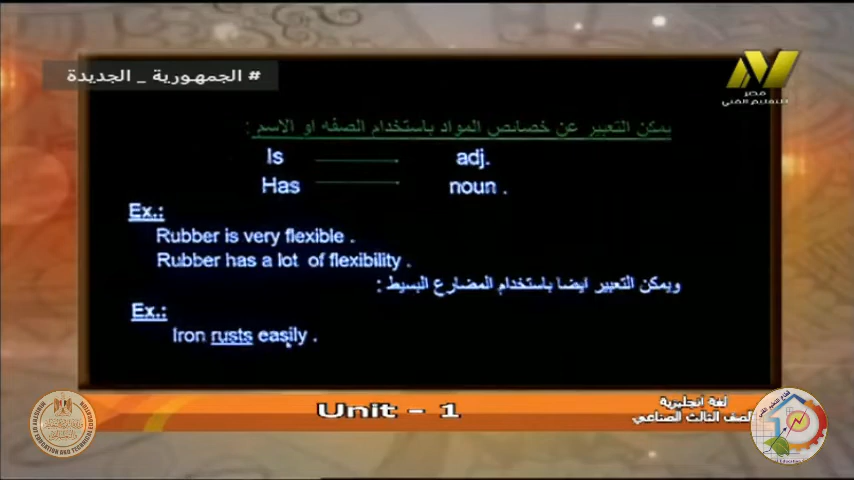 # الجمهورية _ الجديدة
مصر
للتعليم الفني
يمكن التعبير عن خصائص المواد باستخدام الصفه او الاسم :
Is adj.
Has noun .
Ex.:
Rubber is very flexible .
Rubber has a lot of flexibility .
ويمكن التعبير ايضا باستخدام المضارع البسيط :
Ex.:
Iron rusts easily .
Unit - 1
لغة انجليزية
الصف الثالث الصناعي